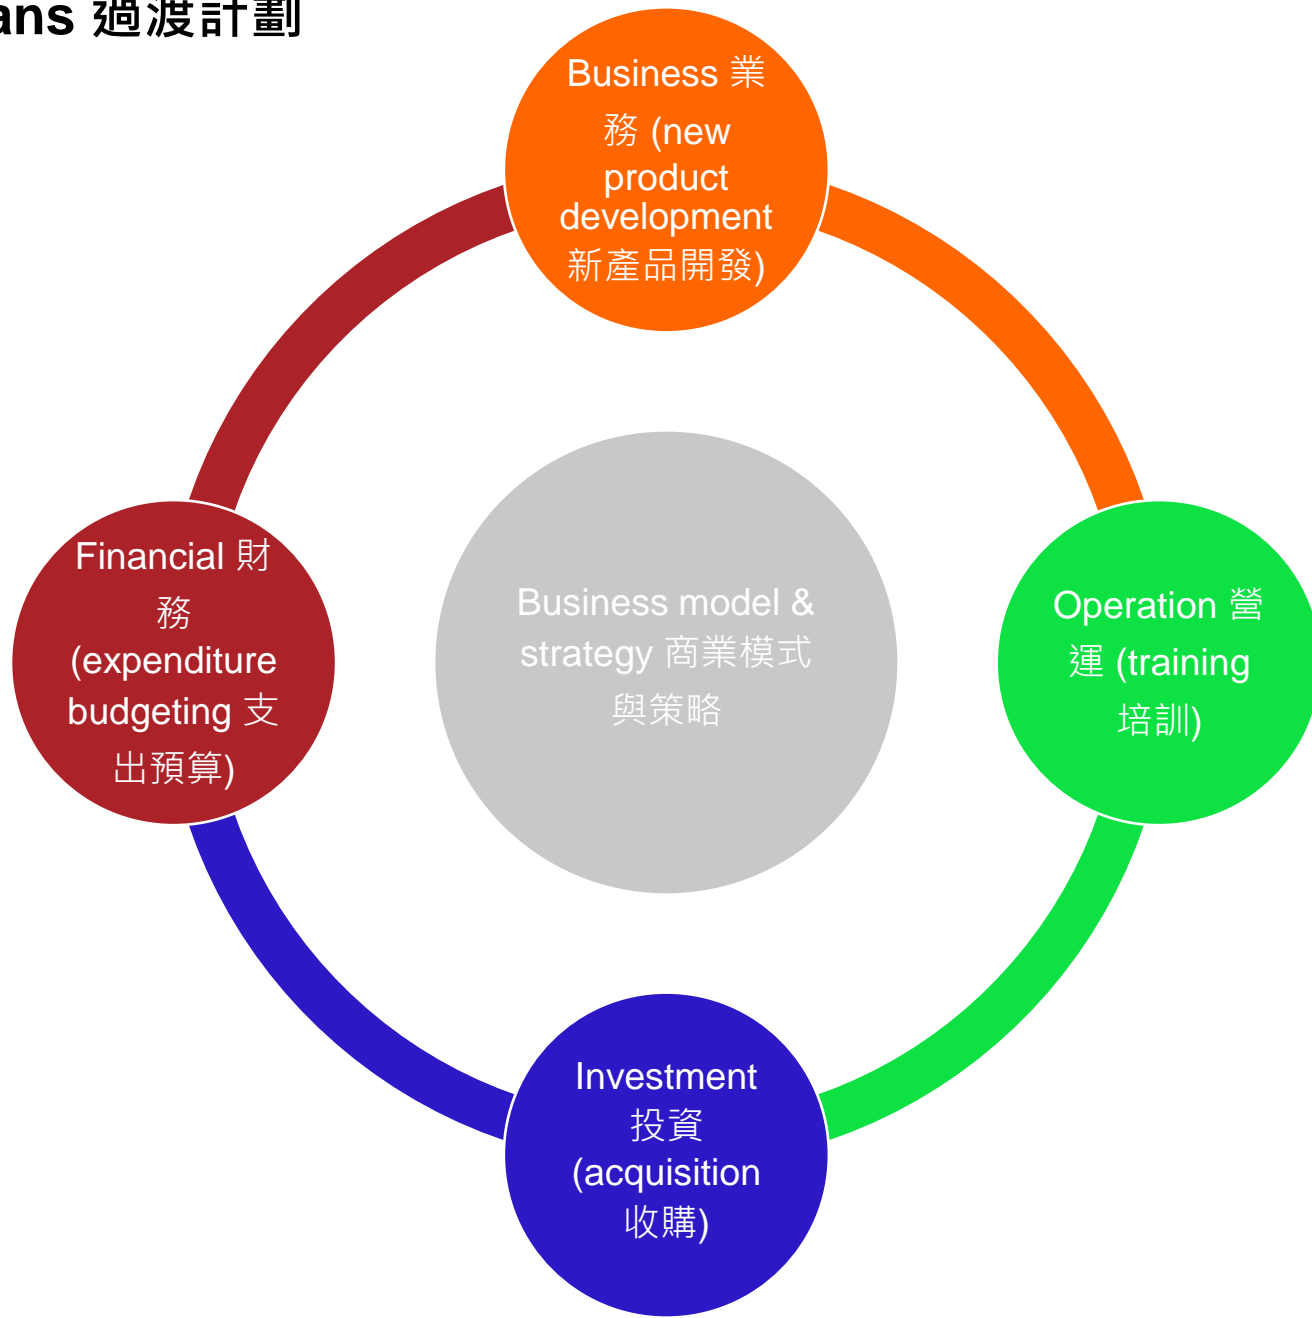 ans 過渡計劃
Business 業
務 (new
product
development
新產品開發)
Financial 財
務
(expenditure
budgeting 支
出預算)
Business model &
strategy 商業模式
與策略
Operation 營
運 (training
培訓)
Investment
投資
(acquisition
收購)